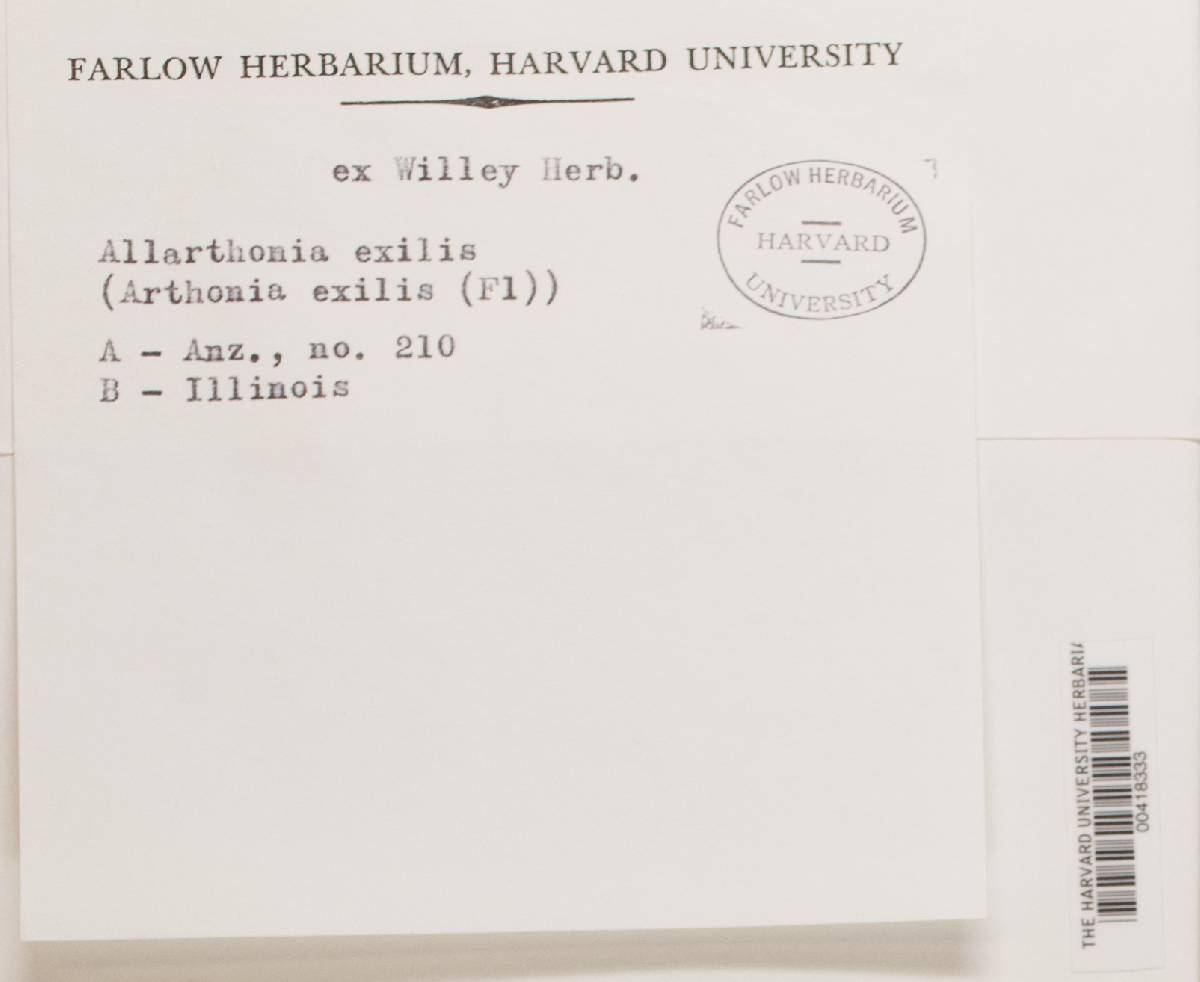 FARLOW HERBARIUM, HARVARD UNIVERSITY
ex Willey Herb.
FARLOW HERBARIUM
HARVARD
UNIVERSITY
Allarthonia exilis
(Arthonia exilis (Fl))
A - Anz., no. 210
B - Illinois
THE HARVARD UNIVERSITY HERBARIA
00418333